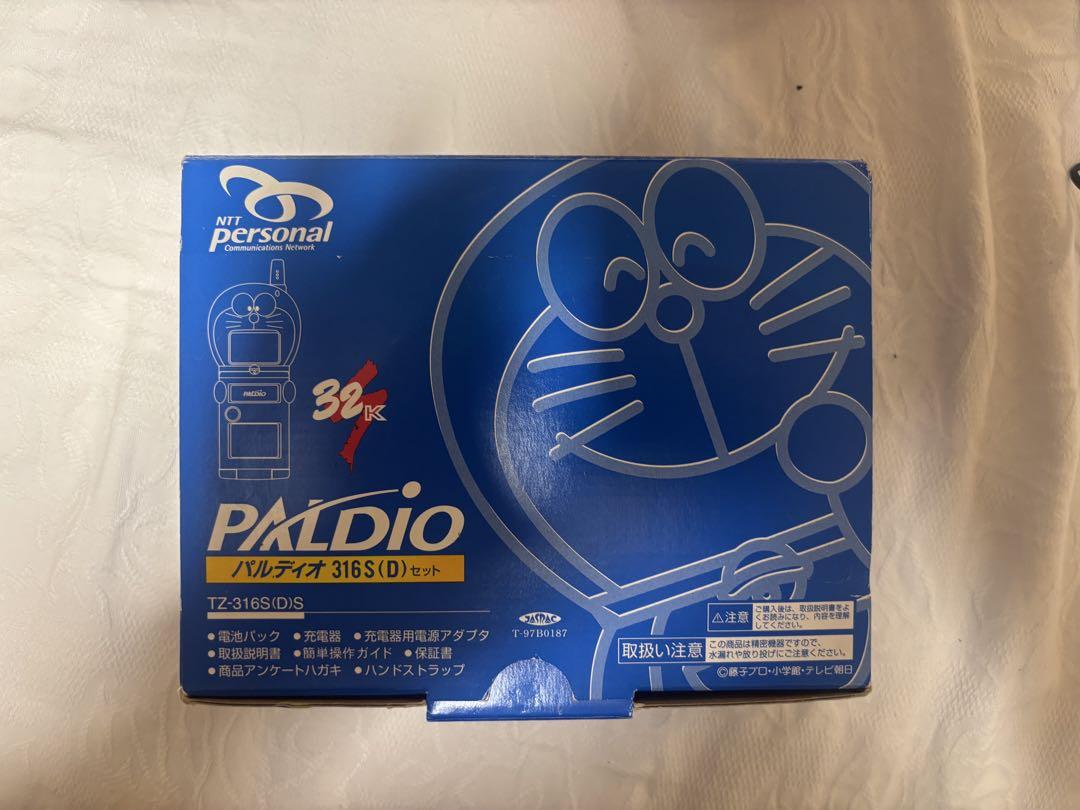 NTT
personal
Communications Network
PALDIO
32K
PALDIO
パルディオ 316S(D)セット
TZ-316S(D)S
•電池パック •充電器 •充電器用電源アダプタ
•取扱説明書 •簡単操作ガイド •保証書
•商品アンケートハガキ •ハンドストラップ
JASRAC
T-97B0187
⚠注意 ご購入後は、取扱説明書をよ
くお読みになり、内容を理解
してください。
取扱い注意 この商品は精密機器ですので、
水漏れや放り投げにご注意ください。
©藤子プロ・小学館・テレビ朝日